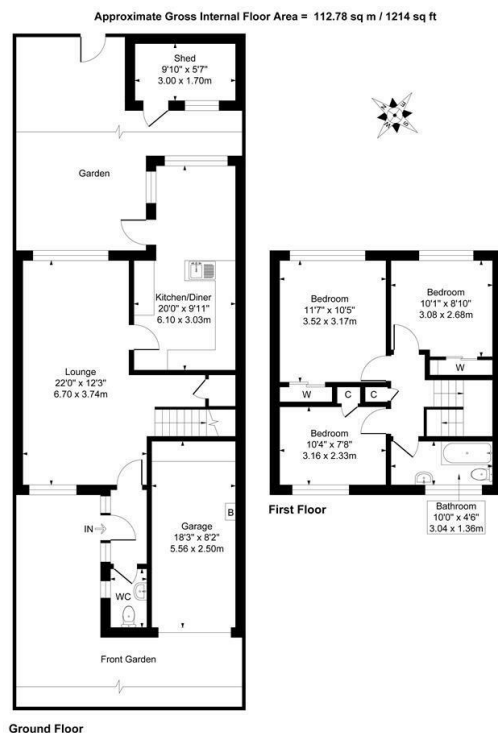 Approximate Gross Internal Floor Area = 112.78 sq m / 1214 sq ft
Shed
9'10" x 5'7"
3.00 x 1.70m
Garden
Kitchen/Diner
20'0" x 9'11"
6.10 x 3.03m
Lounge
22'0" x 12'3"
6.70 x 3.74m
Garage
18'3" x 8'2"
5.56 x 2.50m
B
IN
WC
Front Garden
Ground Floor
Bedroom
11'7" x 10'5"
3.52 x 3.17m
Bedroom
10'1" x 8'10"
3.08 x 2.68m
W
W
C
C
Bedroom
10'4" x 7'8"
3.16 x 2.33m
Bathroom
10'0" x 4'6"
3.04 x 1.36m
First Floor